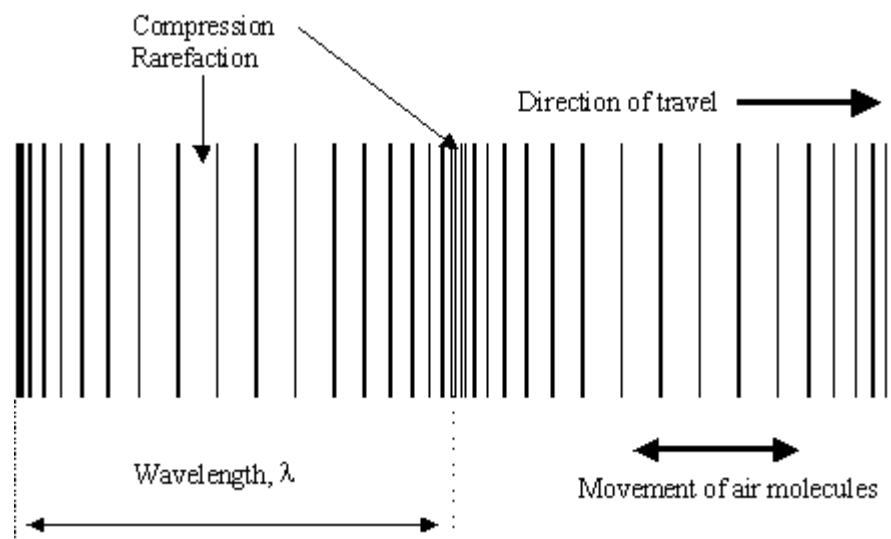 Compression
Rarefaction
Direction of travel
Wavelength, λ
Movement of air molecules